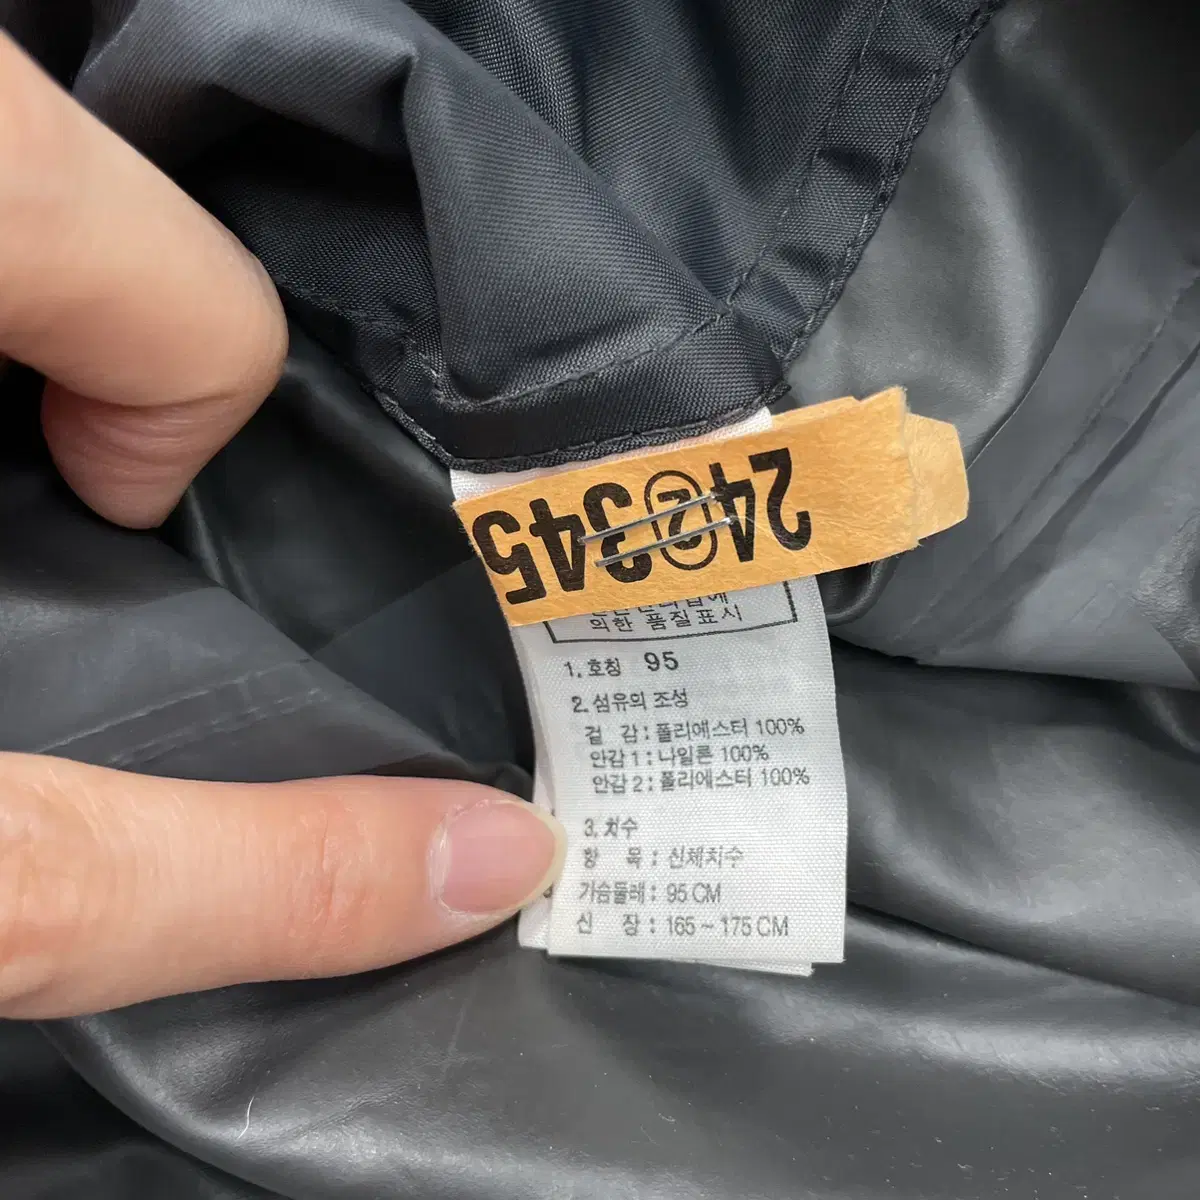 24②345
의한 품질표시
1. 호칭 95
2. 섬유의 조성
겉 감 : 폴리에스터 100%
안감 1 : 나일론 100%
안감 2 : 폴리에스터 100%
3. 치수
항 목 : 신체치수
가슴둘레 : 95 CM
신 장 : 165 ~ 175 CM